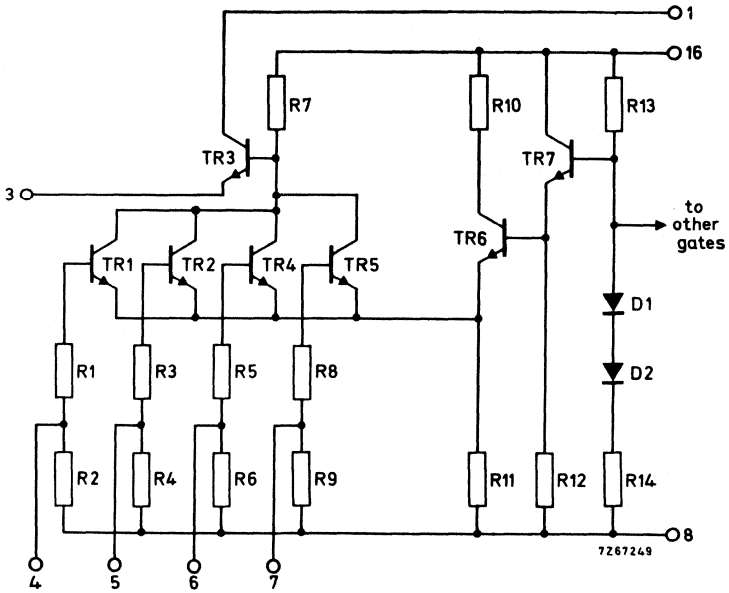 1
16
R7
R10
R13
TR3
TR7
3
to
other
gates
TR6
TR1
TR2
TR4
TR5
D1
R1
R3
R5
R8
D2
R2
R4
R6
R9
R11
R12
R14
8
7Z67249
4
5
6
7